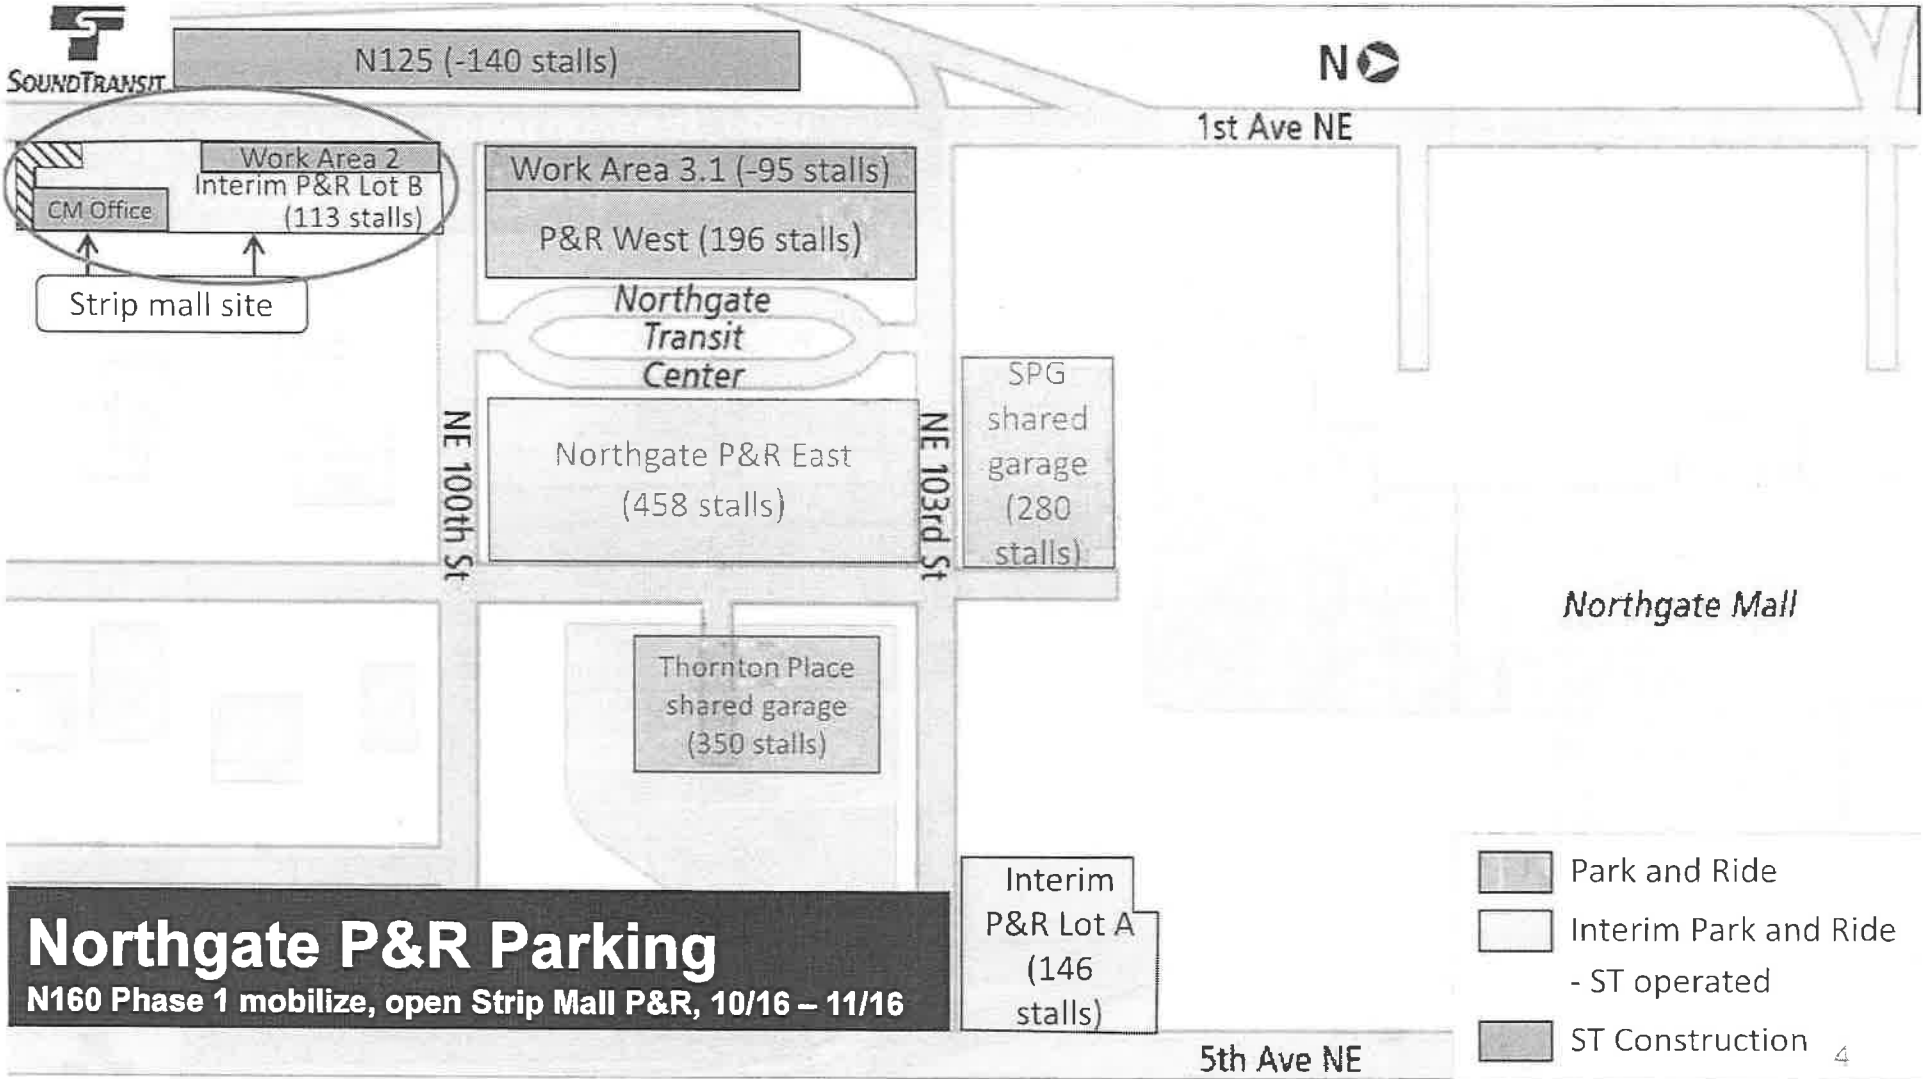 SOUNDTRANSIT
N125 (-140 stalls)
N
1st Ave NE
Work Area 2
Interim P&R Lot B
(113 stalls)
CM Office
Strip mall site
Work Area 3.1 (-95 stalls)
P&R West (196 stalls)
Northgate
Transit
Center
NE 100th St
Northgate P&R East
(458 stalls)
NE 103rd St
SPG
shared
garage
(280
stalls)
Northgate Mall
Thornton Place
shared garage
(350 stalls)
Interim
P&R Lot A
(146
stalls)
Northgate P&R Parking
N160 Phase 1 mobilize, open Strip Mall P&R, 10/16 – 11/16
5th Ave NE
Park and Ride
Interim Park and Ride
- ST operated
ST Construction
4